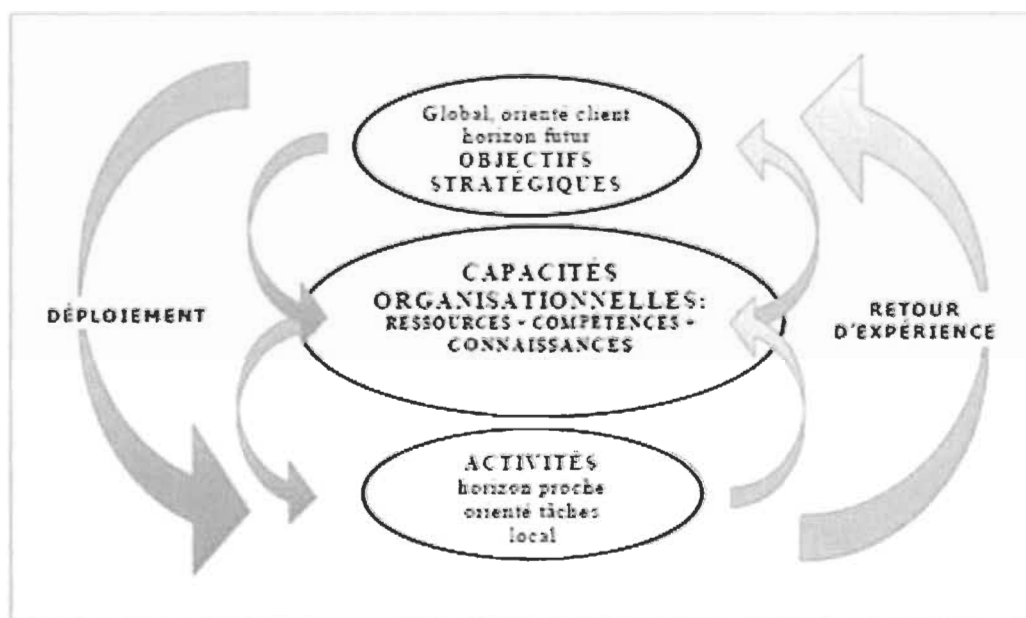 Global, orienté client
horizon futur
OBJECTIFS
STRATÉGIQUES
CAPACITÉS
ORGANISATIONNELLES:
RESSOURCES - COMPÉTENCES -
CONNAISSANCES
DÉPLOIEMENT
RETOUR
D'EXPÉRIENCE
ACTIVITÉS
horizon proche
orienté tâches
local